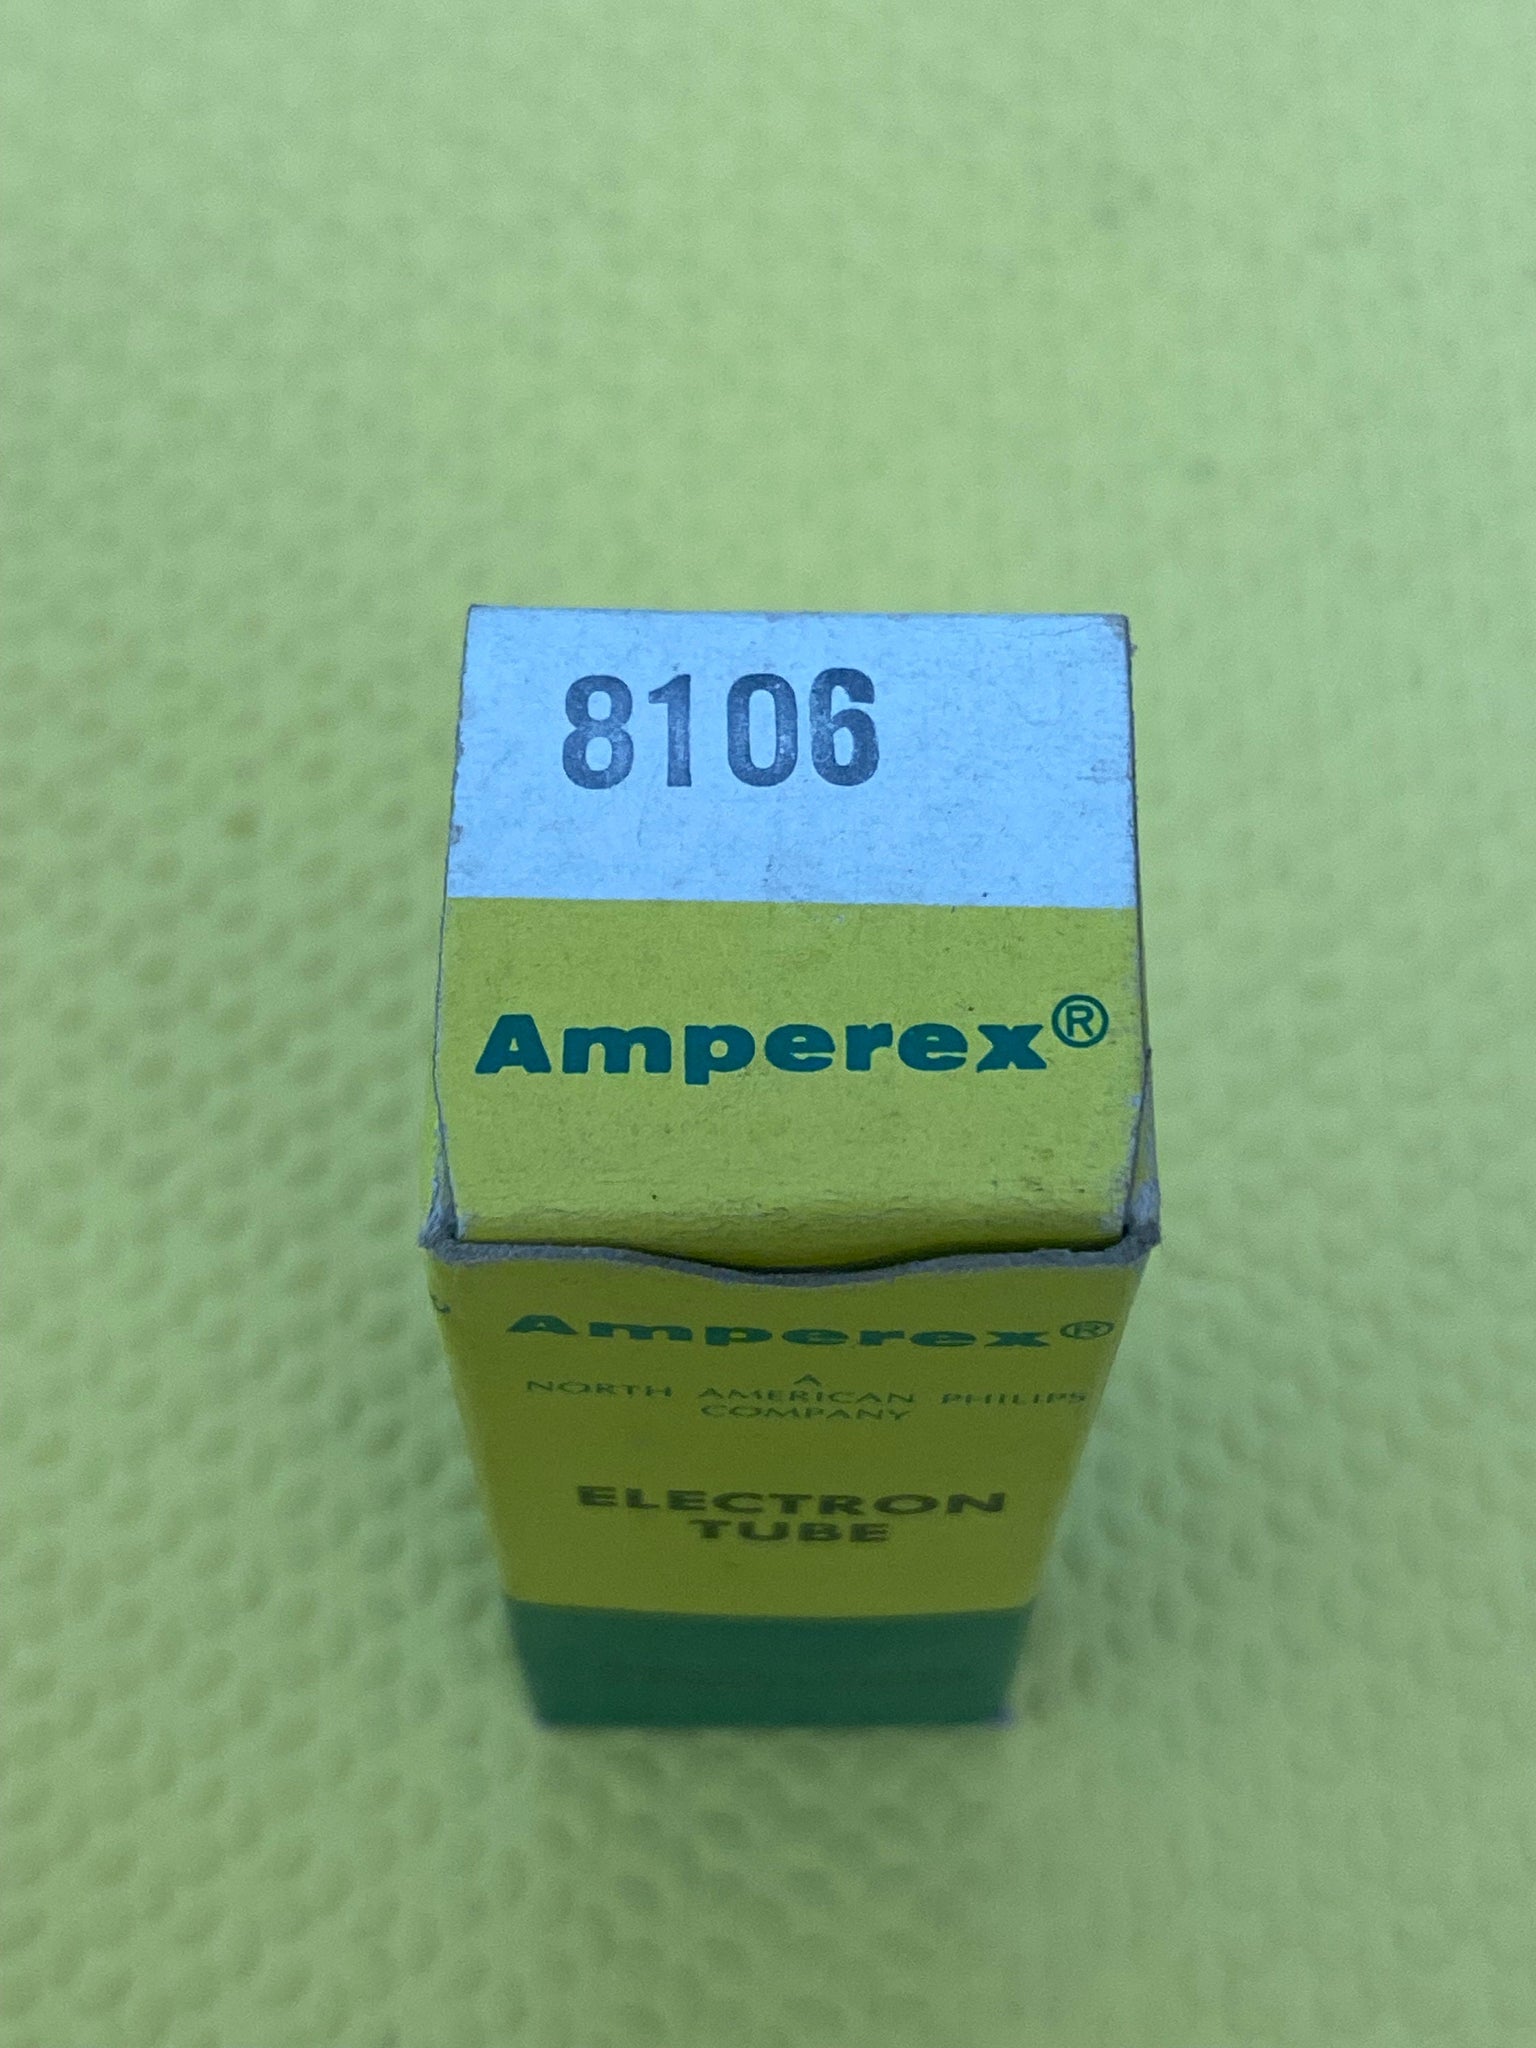 8106
Amperex®
Amperex®
A
NORTH AMERICAN PHILIPS
COMPANY
ELECTRON
TUBE